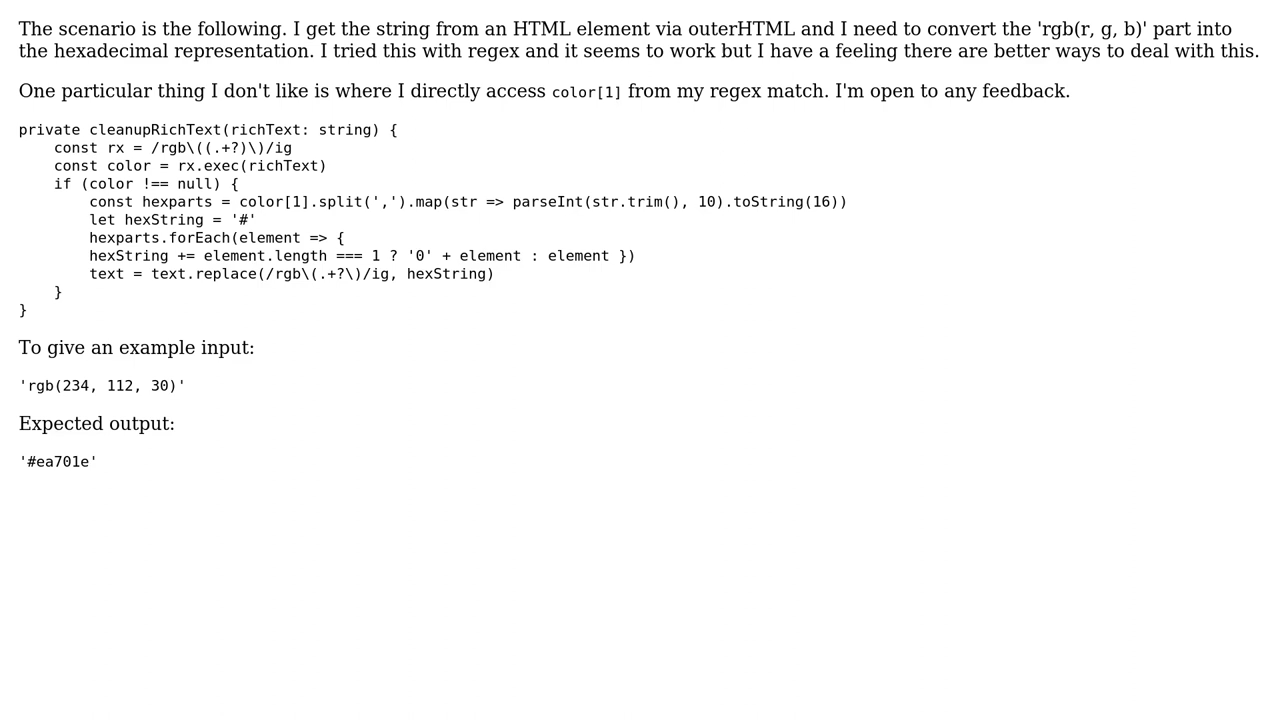 The scenario is the following. I get the string from an HTML element via outerHTML and I need to convert the 'rgb(r, g, b)' part into
the hexadecimal representation. I tried this with regex and it seems to work but I have a feeling there are better ways to deal with this.
One particular thing I don't like is where I directly access color[1] from my regex match. I'm open to any feedback.
private cleanupRichText(richText: string) {
    const rx = /rgb\((.+?)\)/ig
    const color = rx.exec(richText)
    if (color !== null) {
        const hexparts = color[1].split(',').map(str => parseInt(str.trim(), 10).toString(16))
        let hexString = '#'
        hexparts.forEach(element => {
        hexString += element.length === 1 ? '0' + element : element })
        text = text.replace(/rgb\(.+?\)/ig, hexString)
    }
}
To give an example input:
'rgb(234, 112, 30)'
Expected output:
'#ea701e'